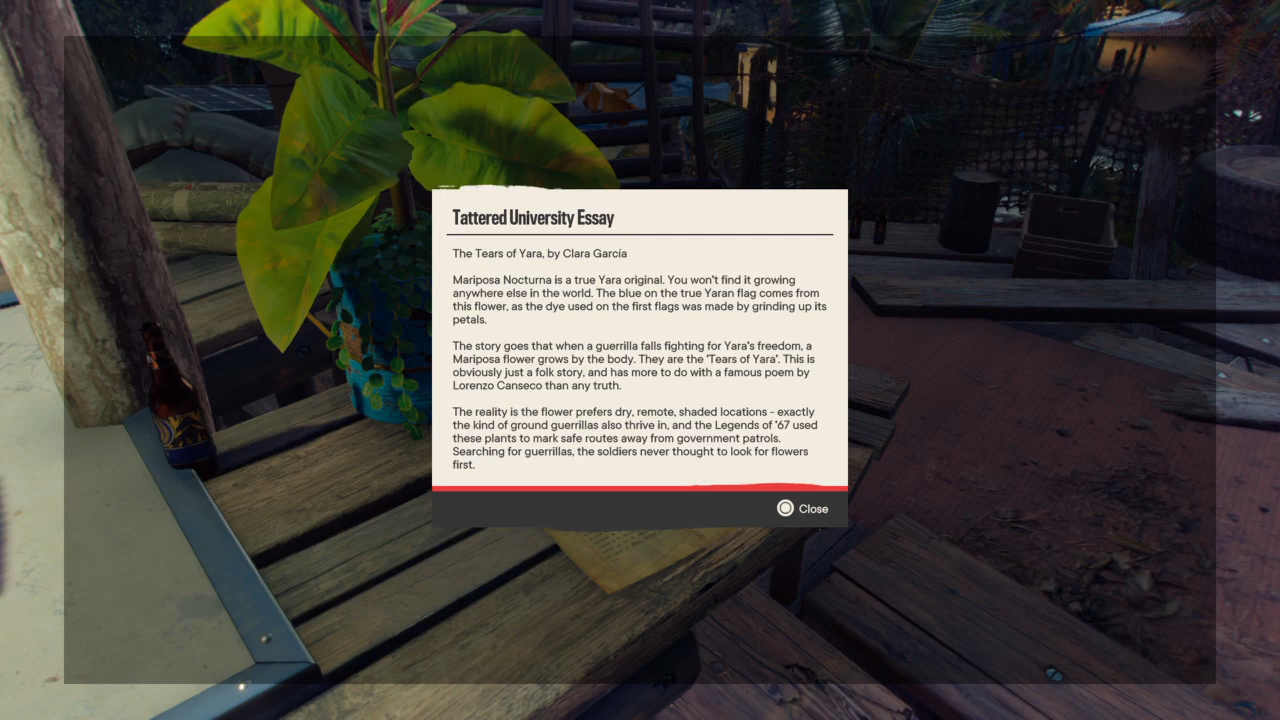 Tattered University Essay
The Tears of Yara, by Clara García
Mariposa Nocturna is a true Yara original. You won't find it growing
anywhere else in the world. The blue on the true Yaran flag comes from
this flower, as the dye used on the first flags was made by grinding up its
petals.
The story goes that when a guerrilla falls fighting for Yara's freedom, a
Mariposa flower grows by the body. They are the 'Tears of Yara'. This is
obviously just a folk story, and has more to do with a famous poem by
Lorenzo Canseco than any truth.
The reality is the flower prefers dry, remote, shaded locations - exactly
the kind of ground guerrillas also thrive in, and the Legends of '67 used
these plants to mark safe routes away from government patrols.
Searching for guerrillas, the soldiers never thought to look for flowers
first.
Close